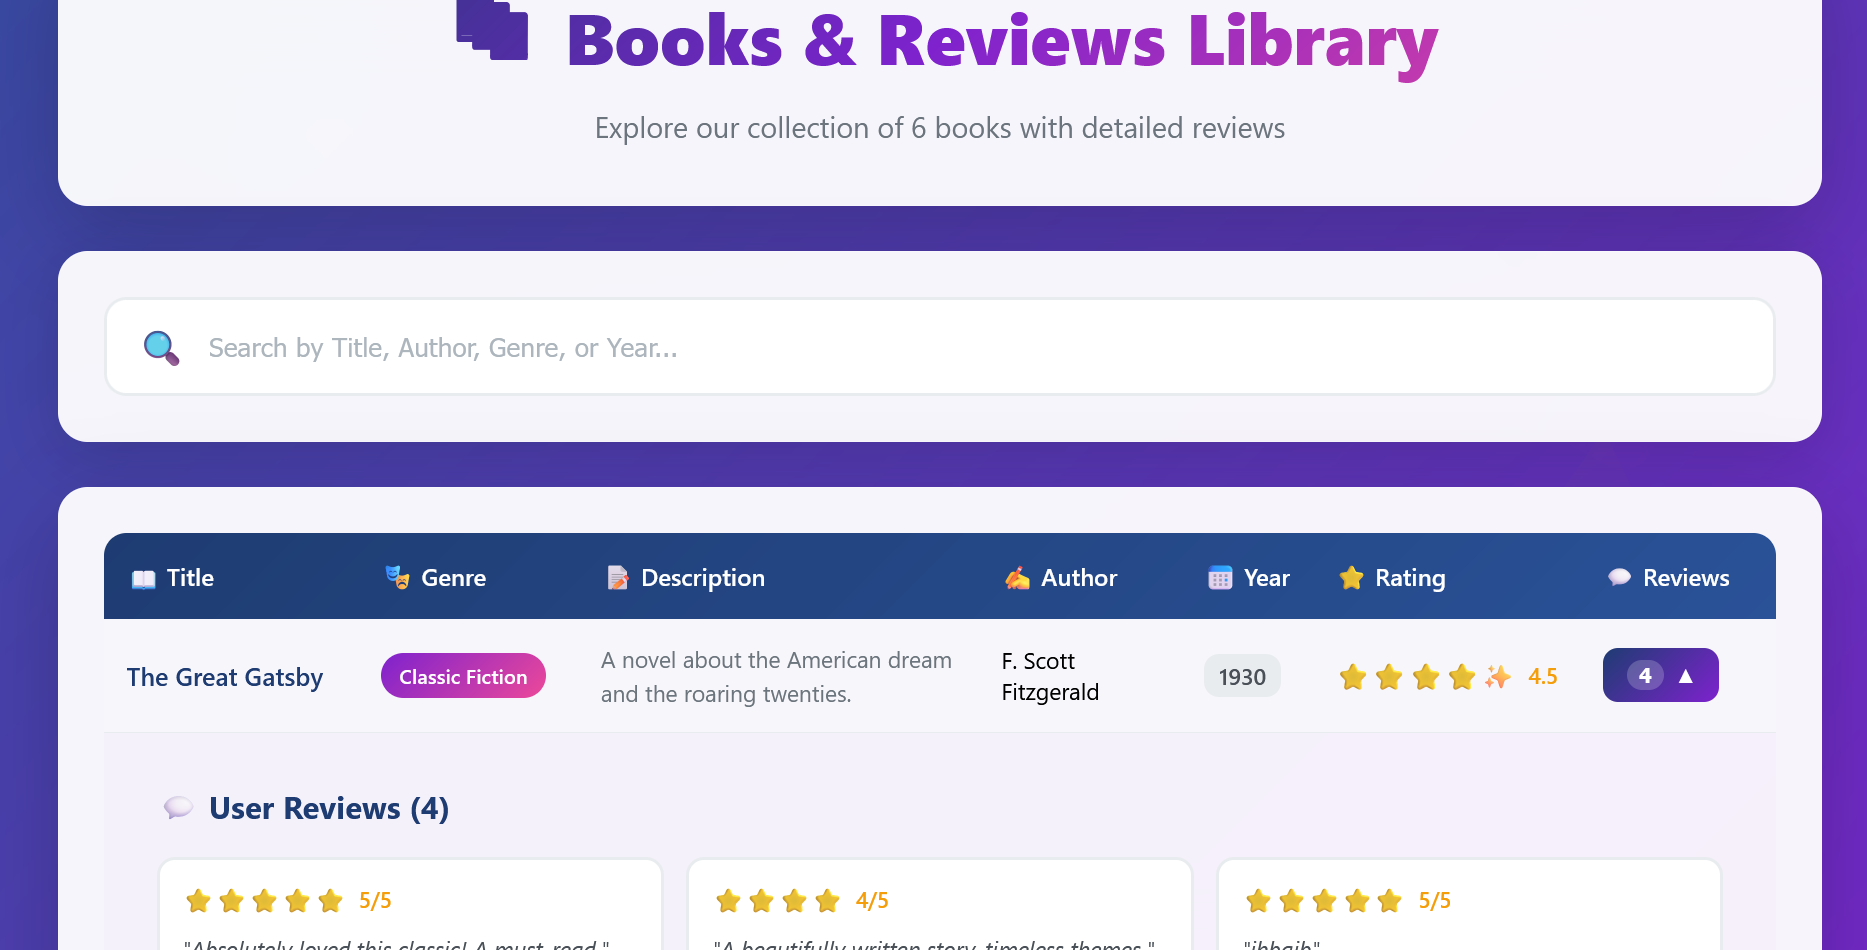 Books & Reviews Library
Explore our collection of 6 books with detailed reviews
Search by Title, Author, Genre, or Year...
Title Genre Description Author Year Rating Reviews
The Great Gatsby
Classic Fiction
A novel about the American dream
and the roaring twenties.
F. Scott
Fitzgerald
1930
4.5
4 ▲
User Reviews (4)
5/5
4/5
5/5
"Absolutely loved this classic! A must-read."
"A beautifully written story, timeless themes."